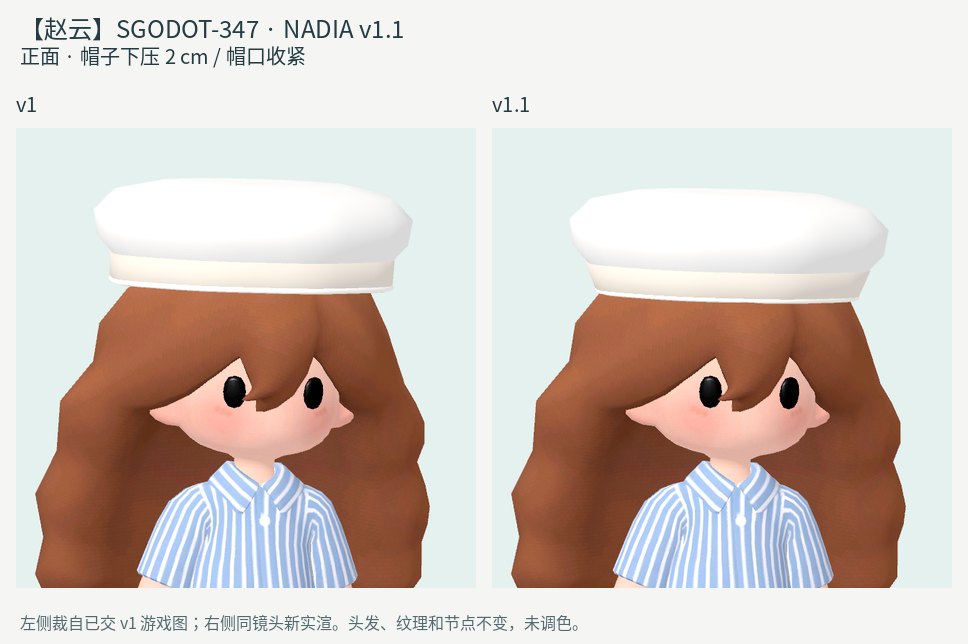 【赵云】SGODOT-347 · NADIA v1.1
正面 · 帽子下压 2 cm / 帽口收紧
v1
v1.1
左侧裁自已交 v1 游戏图；右侧同镜头新实渲。头发、纹理和节点不变，未调色。